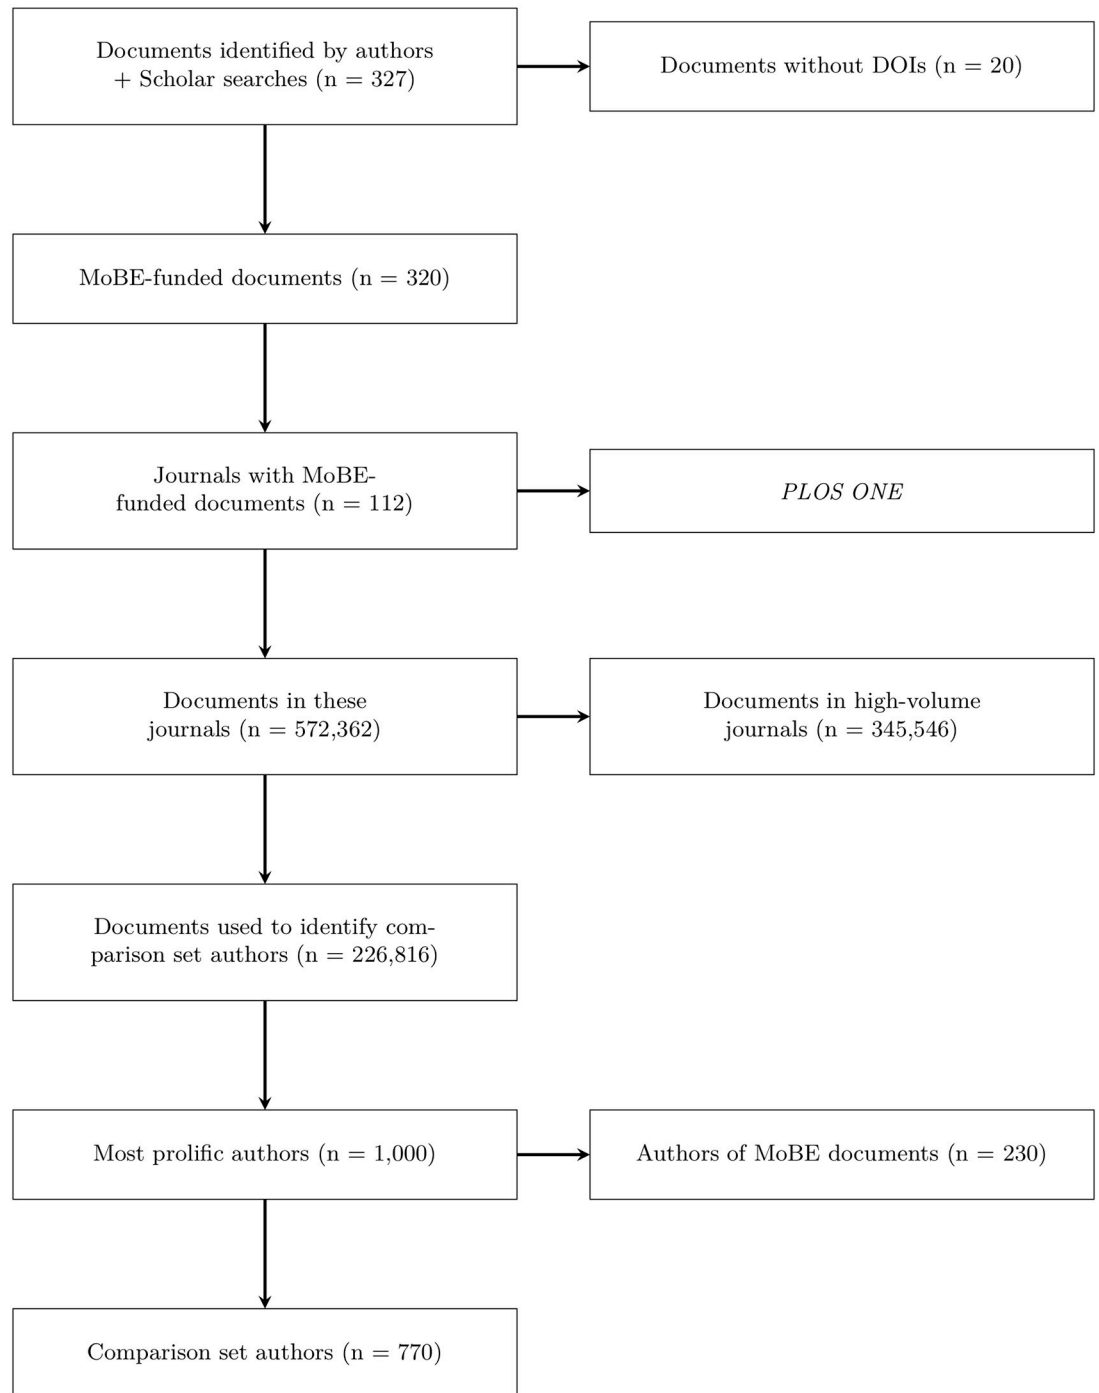 Documents identified by authors
+ Scholar searches (n = 327)
Documents without DOIs (n = 20)
MoBE-funded documents (n = 320)
Journals with MoBE-
funded documents (n = 112)
PLOS ONE
Documents in these
journals (n = 572,362)
Documents in high-volume
journals (n = 345,546)
Documents used to identify com-
parison set authors (n = 226,816)
Most prolific authors (n = 1,000)
Authors of MoBE documents (n = 230)
Comparison set authors (n = 770)